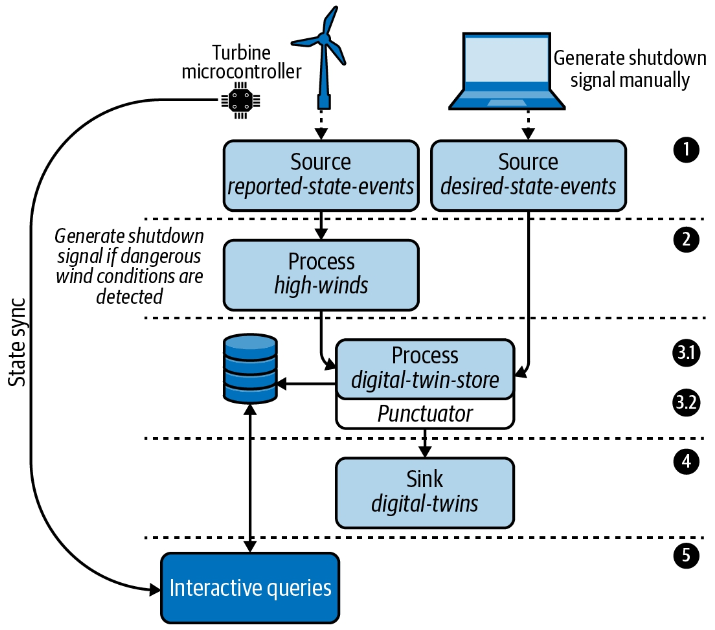 Turbine
microcontroller
Generate shutdown
signal manually
Source
reported-state-events
Source
desired-state-events
1
Generate shutdown
signal if dangerous
wind conditions are
detected
Process
high-winds
2
State sync
Process
digital-twin-store
3.1
Punctuator
3.2
Sink
digital-twins
4
Interactive queries
5